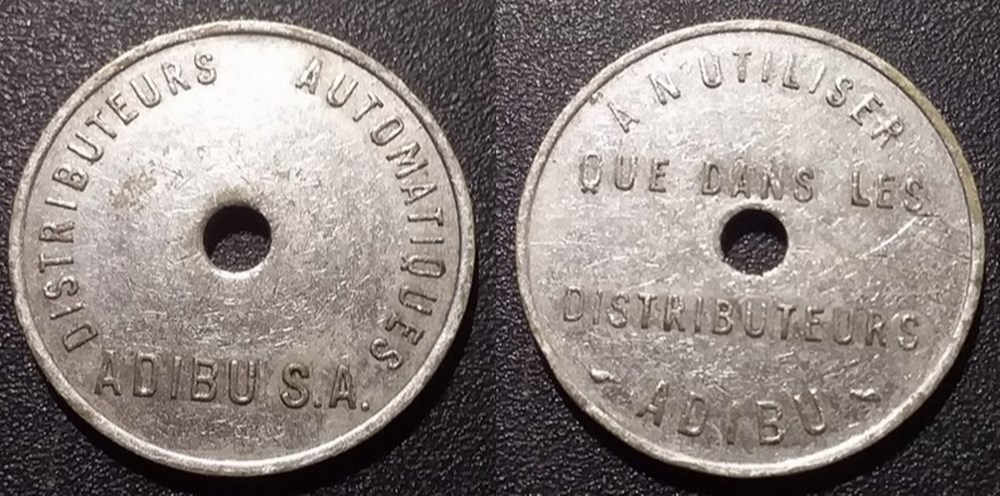 DISTRIBUTEURS AUTOMATIQUES
ADIBU S.A.
À N'UTILISER
QUE DANS LES
DISTRIBUTEURS
~ ADIBU ~